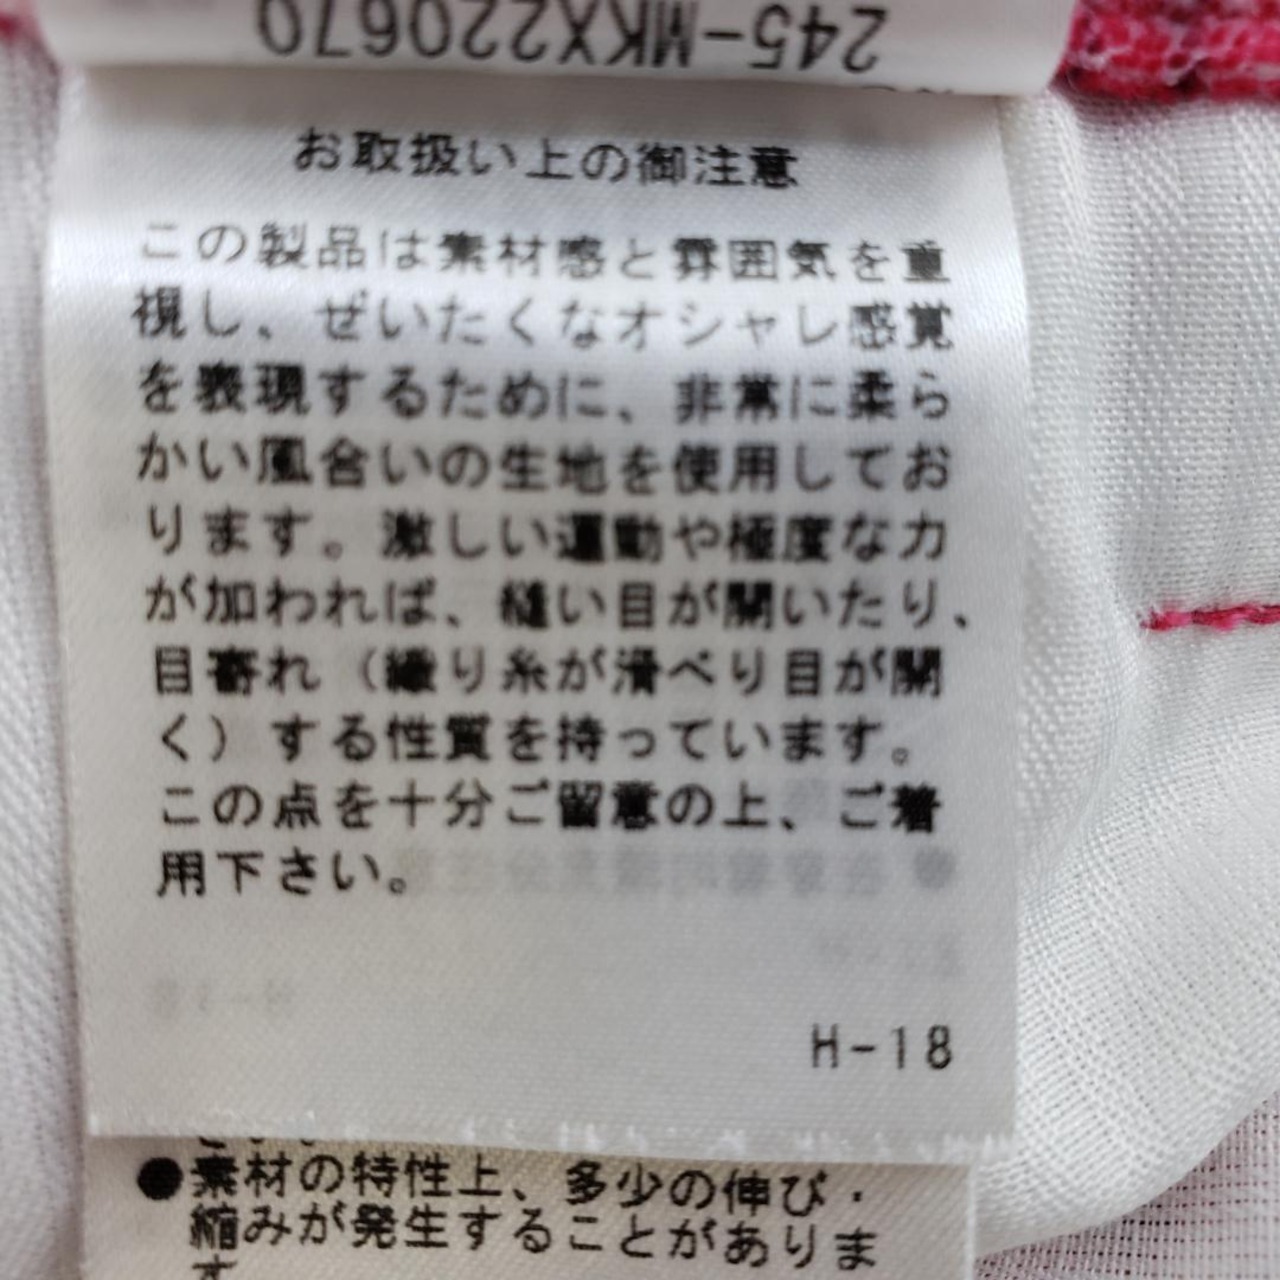 245-MKX220670
お取扱い上の御注意
この製品は素材感と雰囲気を重
視し、ぜいたくなオシャレ感覚
を表現するために、非常に柔ら
かい風合いの生地を使用してお
ります。激しい運動や極度な力
が加われば、縫い目が開いたり、
目寄れ（織り糸が滑べり目が開
く）する性質を持っています。
この点を十分ご留意の上、ご着
用下さい。
H-18
●素材の特性上、多少の伸び・
縮みが発生することがありま
す